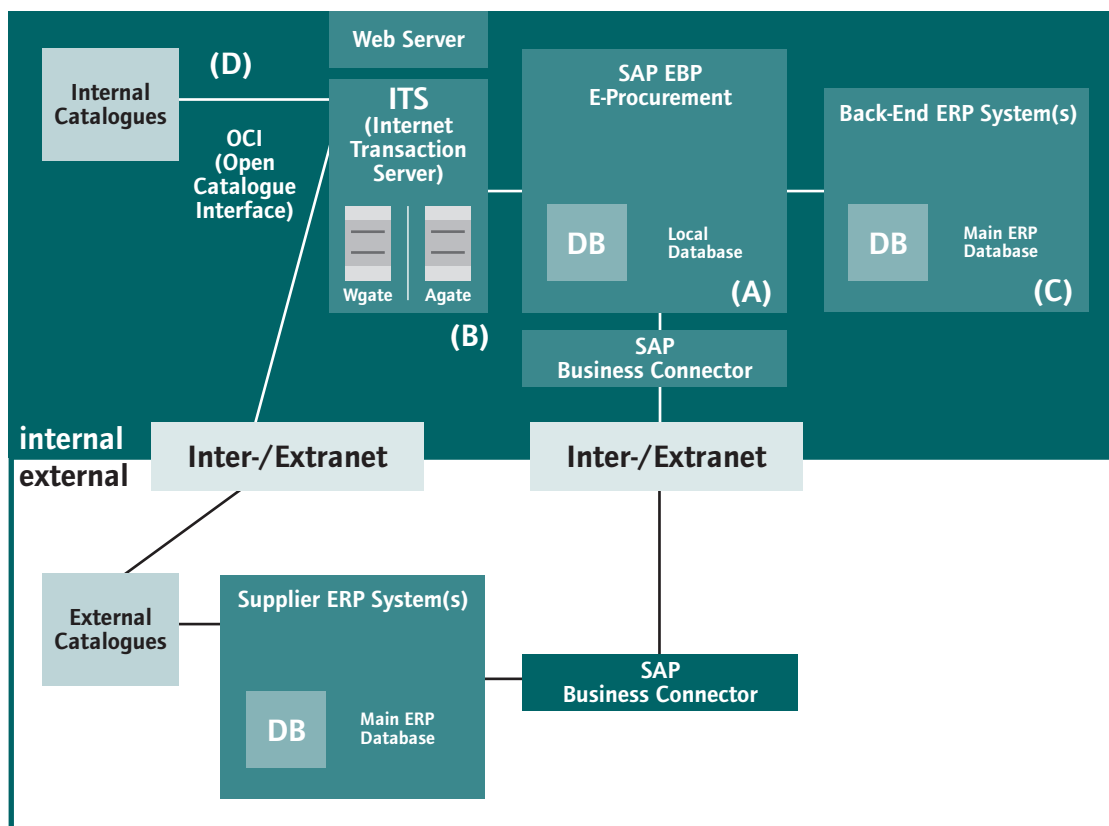 Web Server
(D)
Internal
Catalogues
OCI
(Open
Catalogue
Interface)
ITS
(Internet
Transaction
Server)
Wgate
Agate
(B)
SAP EBP
E-Procurement
DB
Local
Database
(A)
Back-End ERP System(s)
DB
Main ERP
Database
(C)
SAP
Business Connector
internal
external
Inter-/Extranet
Inter-/Extranet
External
Catalogues
Supplier ERP System(s)
DB
Main ERP
Database
SAP
Business Connector